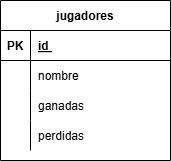 jugadores
PK id
nombre
ganadas
perdidas